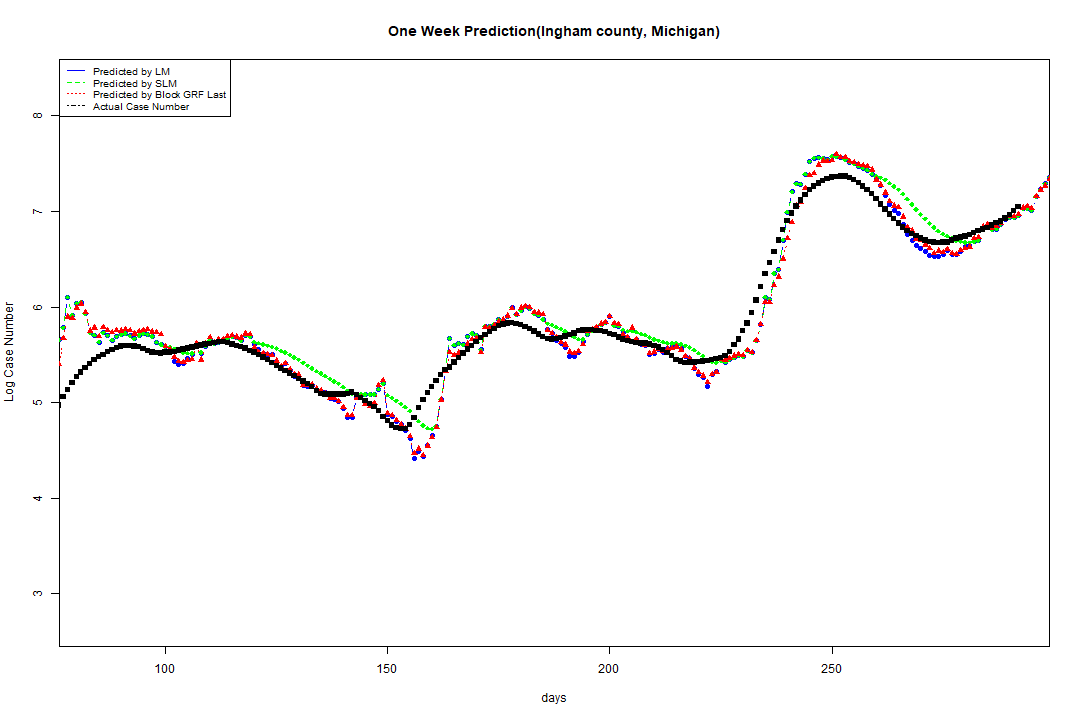 One Week Prediction(Ingham county, Michigan)
Predicted by LM
Predicted by SLM
Predicted by Block GRF Last
Actual Case Number
8
7
6
5
4
3
Log Case Number
100 150 200 250
days